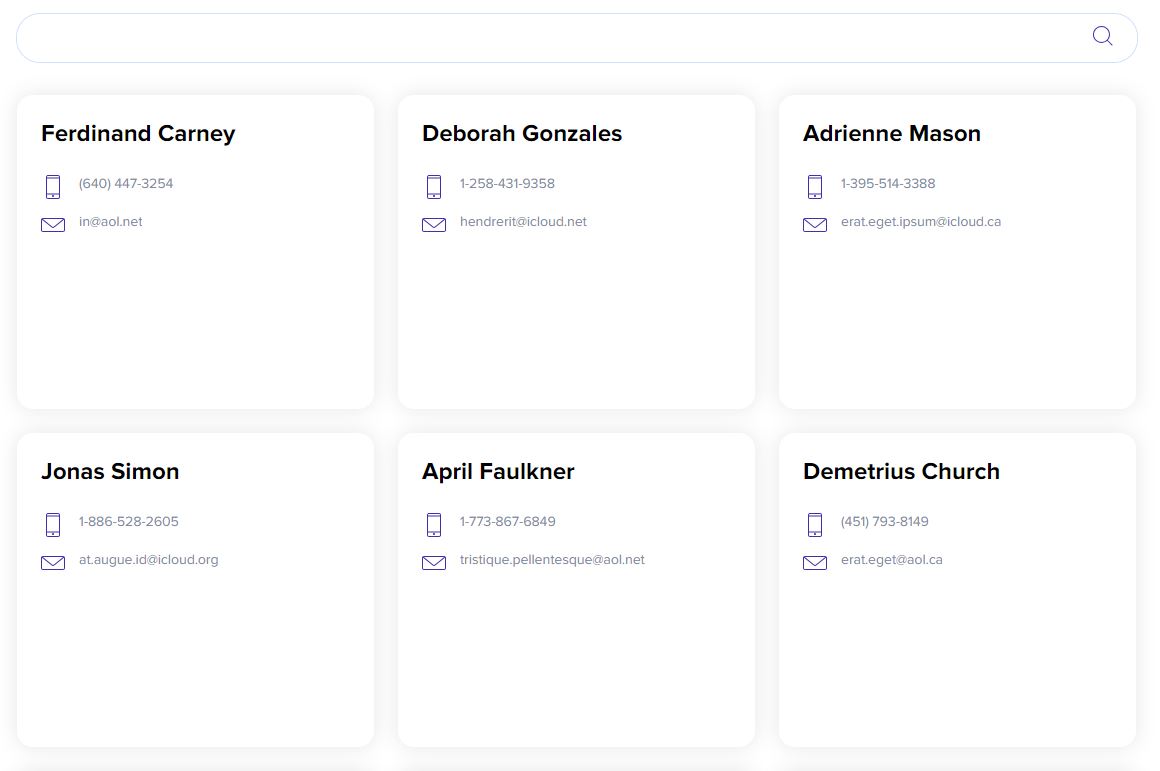 Ferdinand Carney
(640) 447-3254
in@aol.net
Deborah Gonzales
1-258-431-9358
hendrerit@icloud.net
Adrienne Mason
1-395-514-3388
erat.eget.ipsum@icloud.ca
Jonas Simon
1-886-528-2605
at.augue.id@icloud.org
April Faulkner
1-773-867-6849
tristique.pellentesque@aol.net
Demetrius Church
(451) 793-8149
erat.eget@aol.ca